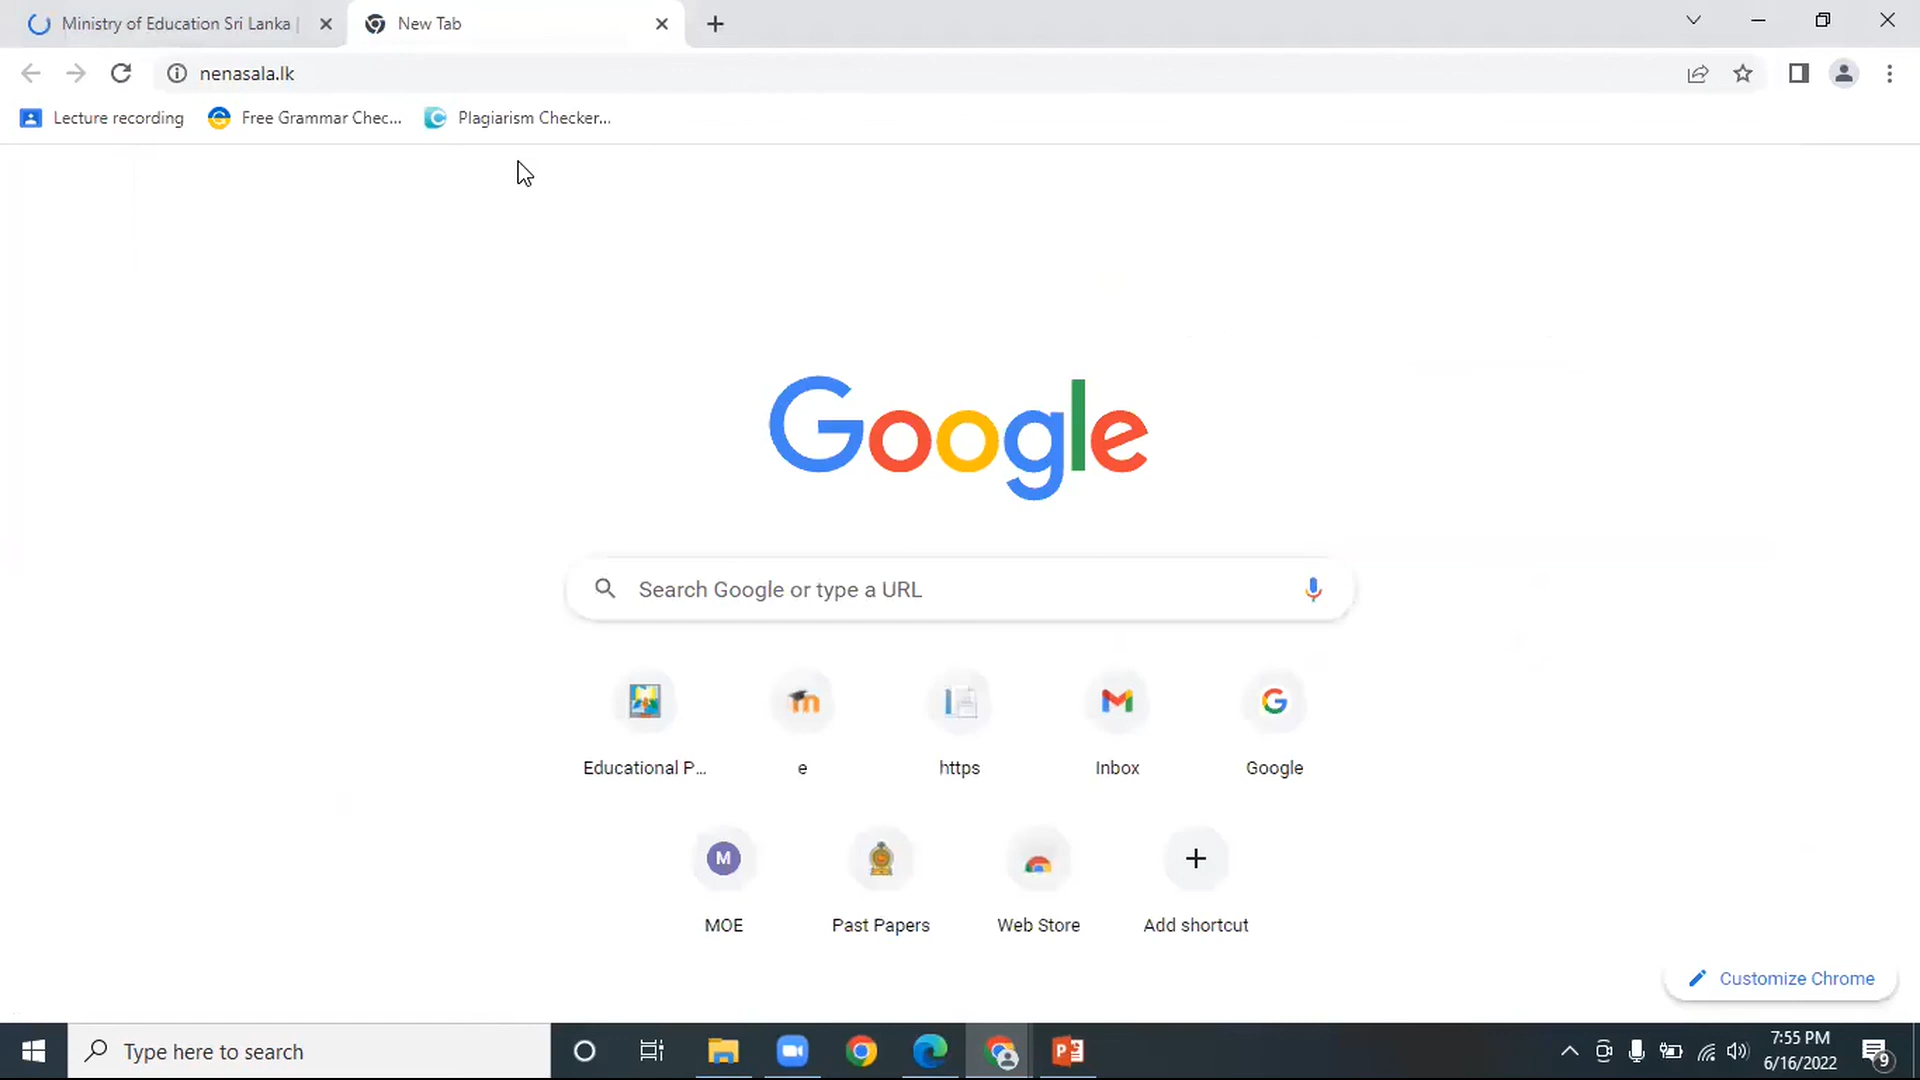 Ministry of Education Sri Lanka |
New Tab
nenasala.lk
Lecture recording
Free Grammar Chec...
Plagiarism Checker...
Google
Search Google or type a URL
Educational P...
e
https
Inbox
Google
M
MOE
Past Papers
Web Store
Add shortcut
Customize Chrome
Type here to search
7:55 PM
6/16/2022
9